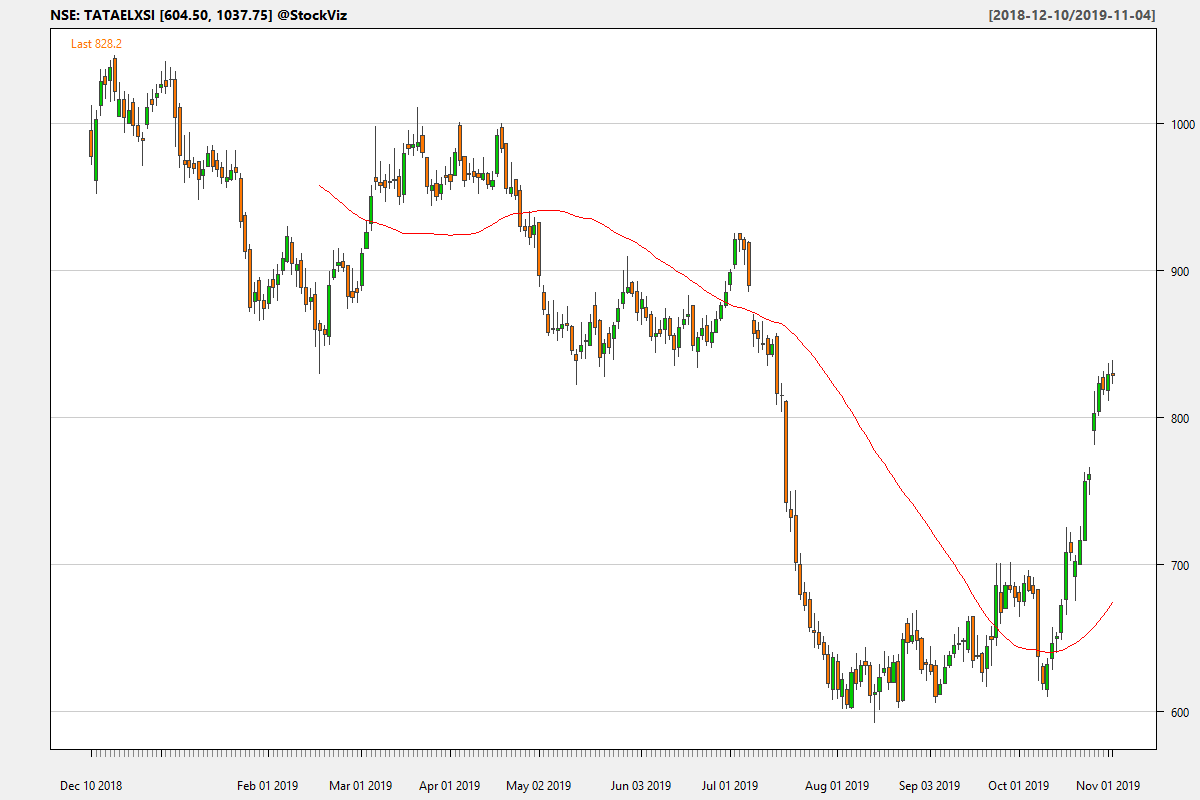 NSE: TATAELXSI [604.50, 1037.75] @StockViz
[2018-12-10/2019-11-04]
Last 828.2
1000
900
800
700
600
Dec 10 2018 Feb 01 2019 Mar 01 2019 Apr 01 2019 May 02 2019 Jun 03 2019 Jul 01 2019 Aug 01 2019 Sep 03 2019 Oct 01 2019 Nov 01 2019